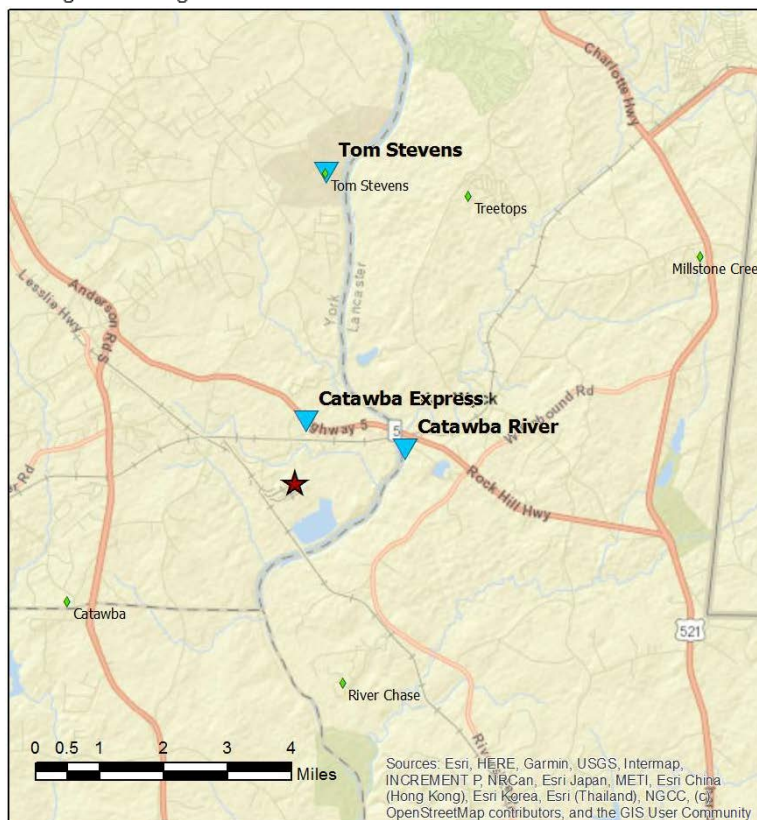 Charlotte Hwy
Tom Stevens
Tom Stevens
Treetops
Millstone Cree
York
Lancaster
Lesslie Hwy
Anderson Rd S
Catawba Express
Highway 5
5
Catawba River
Rock Hill Hwy
Catawba
521
River Chase
0 0.5 1 2 3 4
Miles
Sources: Esri, HERE, Garmin, USGS, Intermap,
INCREMENT P, NRCan, Esri Japan, METI, Esri China
(Hong Kong), Esri Korea, Esri (Thailand), NGCC, (c)
OpenStreetMap contributors, and the GIS User Community